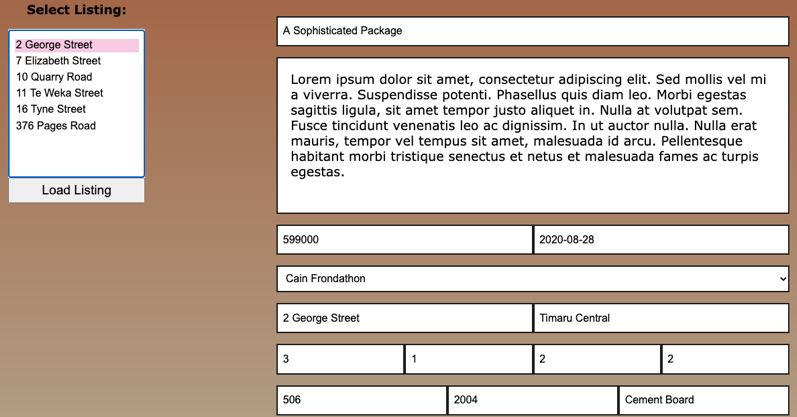 Select Listing:
2 George Street
7 Elizabeth Street
10 Quarry Road
11 Te Weka Street
16 Tyne Street
376 Pages Road
Load Listing
A Sophisticated Package
Lorem ipsum dolor sit amet, consectetur adipiscing elit. Sed mollis vel mi
a viverra. Suspendisse potenti. Phasellus quis diam leo. Morbi egestas
sagittis ligula, sit amet tempor justo aliquet in. Nulla at volutpat sem.
Fusce tincidunt venenatis leo ac dignissim. In ut auctor nulla. Nulla erat
mauris, tempor vel tempus sit amet, malesuada id arcu. Pellentesque
habitant morbi tristique senectus et netus et malesuada fames ac turpis
egestas.
599000 2020-08-28
Cain Frondathon
2 George Street Timaru Central
3 1 2 2
506 2004 Cement Board